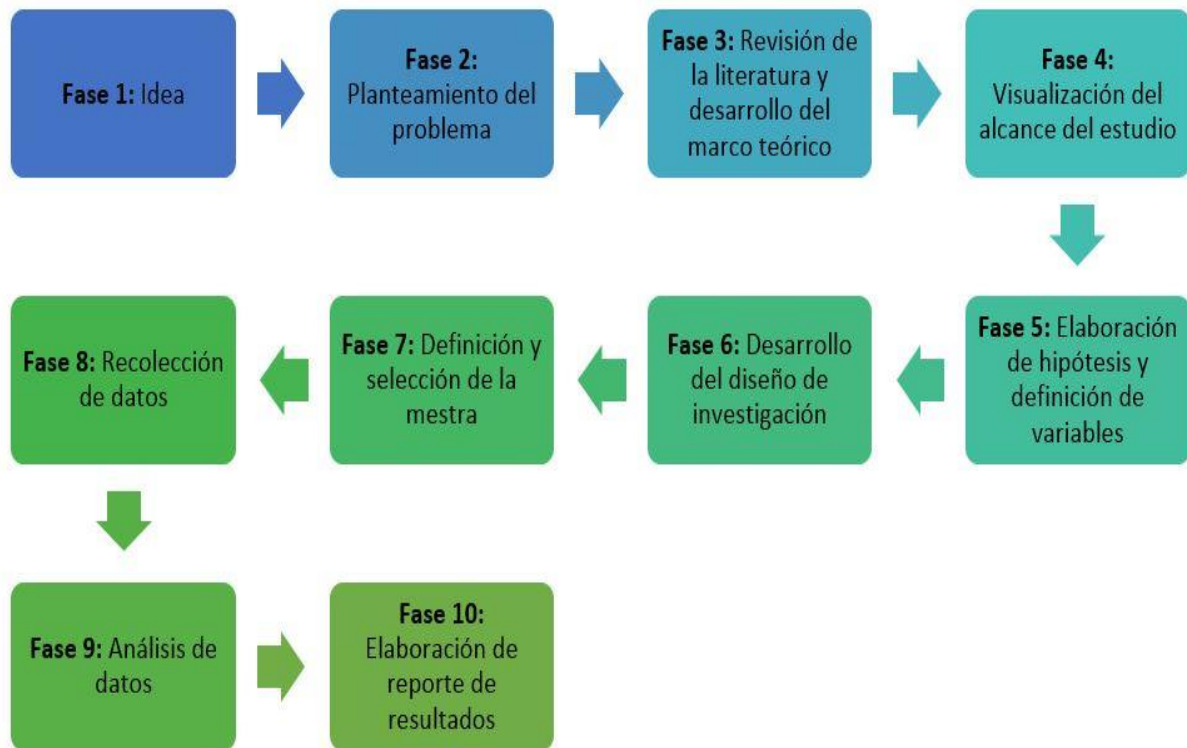 Fase 1: Idea
Fase 2:
Planteamiento del
problema
Fase 3: Revisión de
la literatura y
desarrollo del
marco teórico
Fase 4:
Visualización del
alcance del estudio
Fase 5: Elaboración
de hipótesis y
definición de
variables
Fase 6: Desarrollo
del diseño de
investigación
Fase 7: Definición y
selección de la
mestra
Fase 8: Recolección
de datos
Fase 9: Análisis de
datos
Fase 10:
Elaboración de
reporte de
resultados